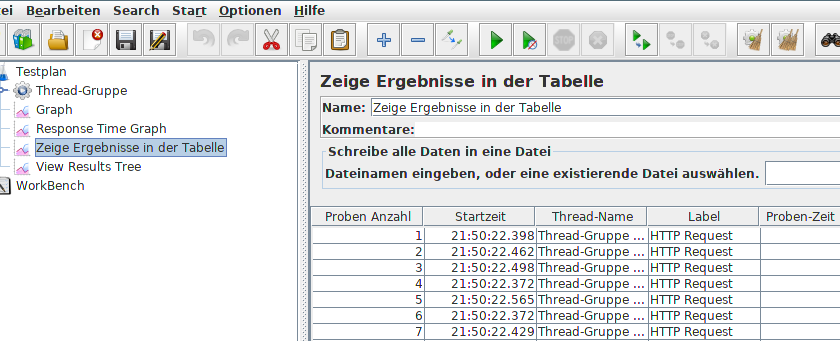 Bearbeiten Search Start Optionen Hilfe
Testplan
Thread-Gruppe
Graph
Response Time Graph
Zeige Ergebnisse in der Tabelle
View Results Tree
WorkBench
Zeige Ergebnisse in der Tabelle
Name: Zeige Ergebnisse in der Tabelle
Kommentare:
Schreibe alle Daten in eine Datei
Dateinamen eingeben, oder eine existierende Datei auswählen.
Proben Anzahl Startzeit Thread-Name Label Proben-Zeit
1 21:50:22.398 Thread-Gruppe ... HTTP Request
2 21:50:22.462 Thread-Gruppe ... HTTP Request
3 21:50:22.498 Thread-Gruppe ... HTTP Request
4 21:50:22.372 Thread-Gruppe ... HTTP Request
5 21:50:22.565 Thread-Gruppe ... HTTP Request
6 21:50:22.372 Thread-Gruppe ... HTTP Request
7 21:50:22.429 Thread-Gruppe ... HTTP Request